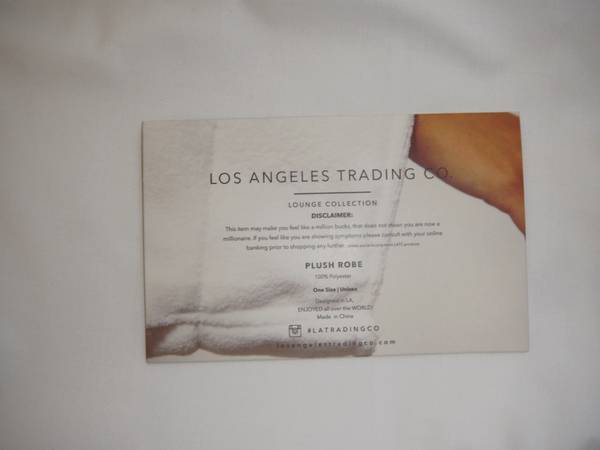 LOS ANGELES TRADING CO.
LOUNGE COLLECTION
DISCLAIMER:
This item may make you feel like a million bucks, that does not mean you are now a
millionaire. If you feel like you are showing symptoms please consult with your online
banking prior to shopping any further.
PLUSH ROBE
100% Polyester
One Size | Unisex
Designed in LA,
ENJOYED all over the WORLD!
Made in China
#LATRADINGCO
losangelestradingco.com